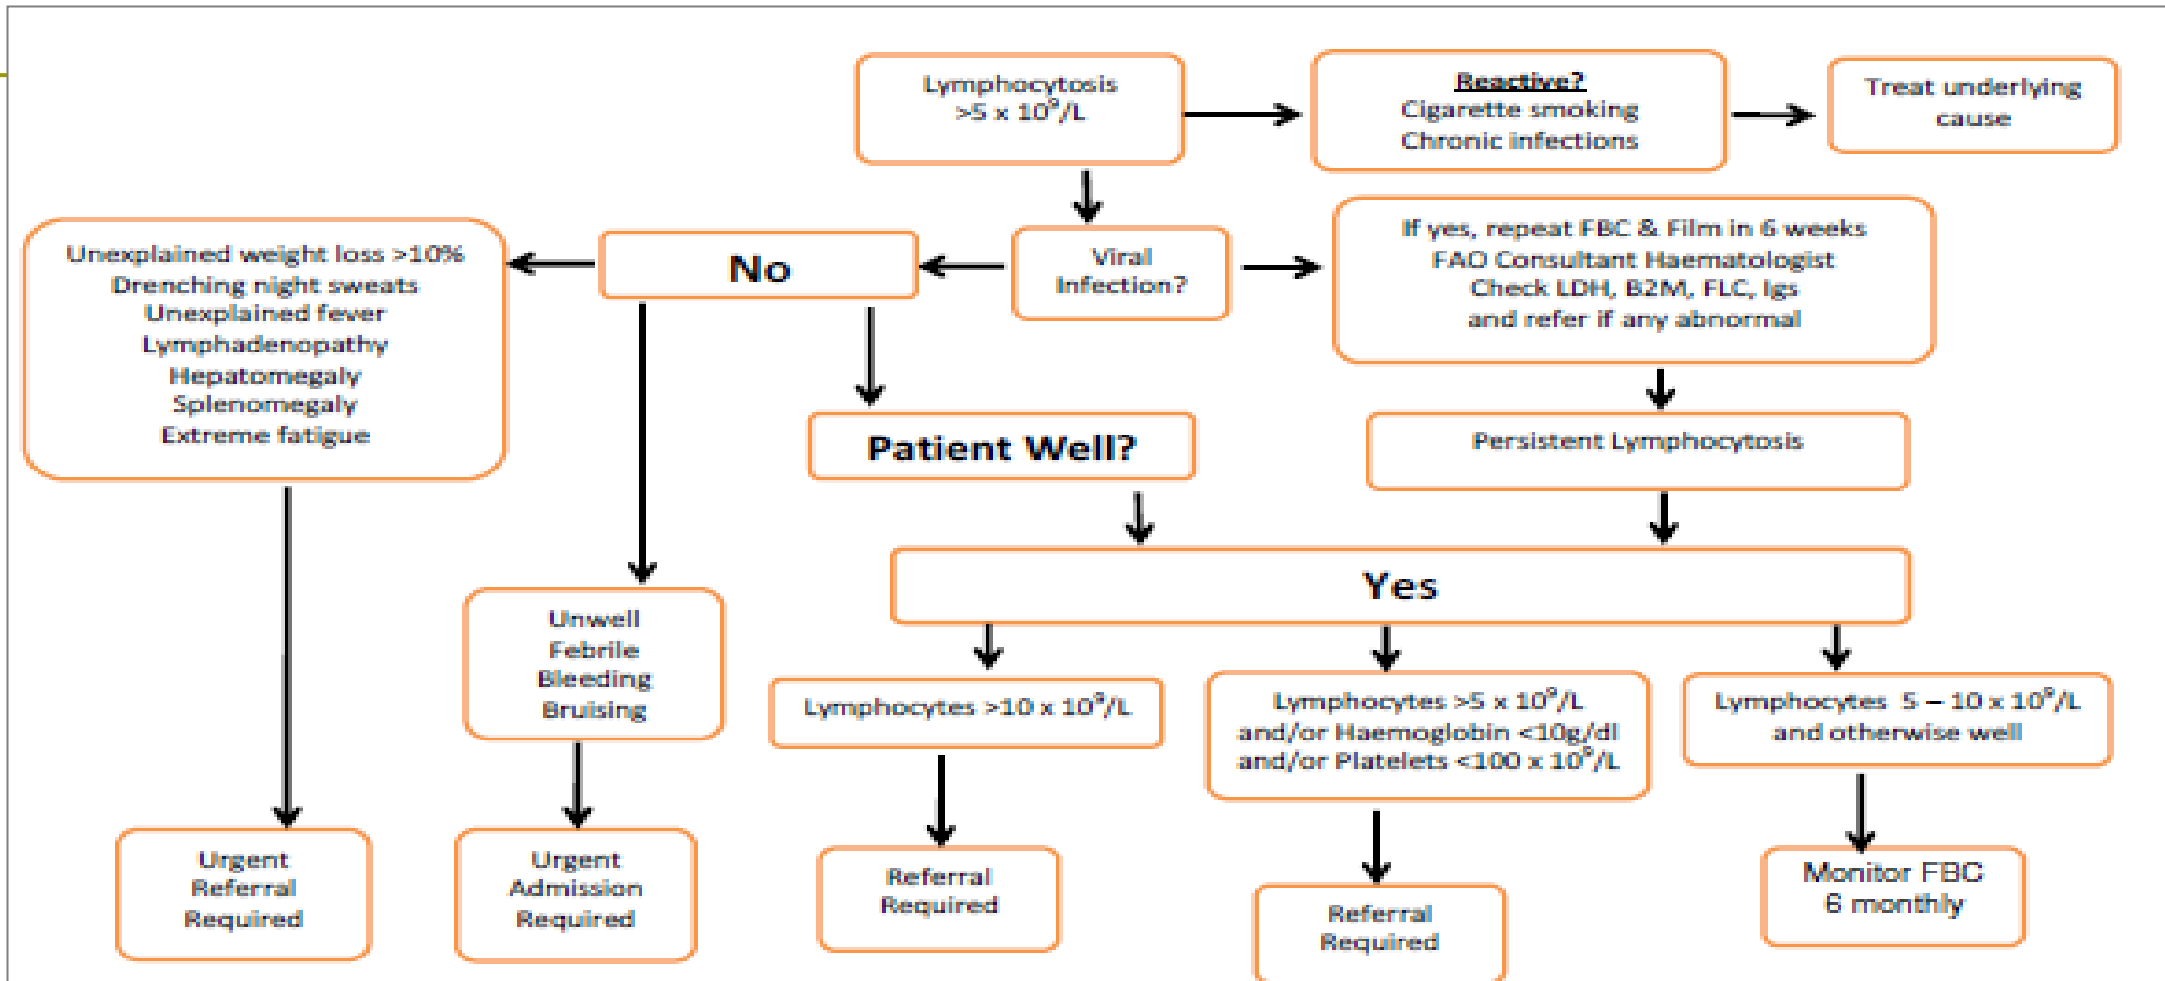 Lymphocytosis
>5 x 10⁹/L
Reactive?
Cigarette smoking
Chronic infections
Treat underlying
cause
Unexplained weight loss >10%
Drenching night sweats
Unexplained fever
Lymphadenopathy
Hepatomegaly
Splenomegaly
Extreme fatigue
No
Viral
Infection?
If yes, repeat FBC & Film in 6 weeks
FAO Consultant Haematologist
Check LDH, B2M, FLC, Igs
and refer if any abnormal
Patient Well?
Persistent Lymphocytosis
Yes
Unwell
Febrile
Bleeding
Bruising
Lymphocytes >10 x 10⁹/L
Lymphocytes >5 x 10⁹/L
and/or Haemoglobin <10g/dl
and/or Platelets <100 x 10⁹/L
Lymphocytes 5 – 10 x 10⁹/L
and otherwise well
Urgent
Referral
Required
Urgent
Admission
Required
Referral
Required
Referral
Required
Monitor FBC
6 monthly